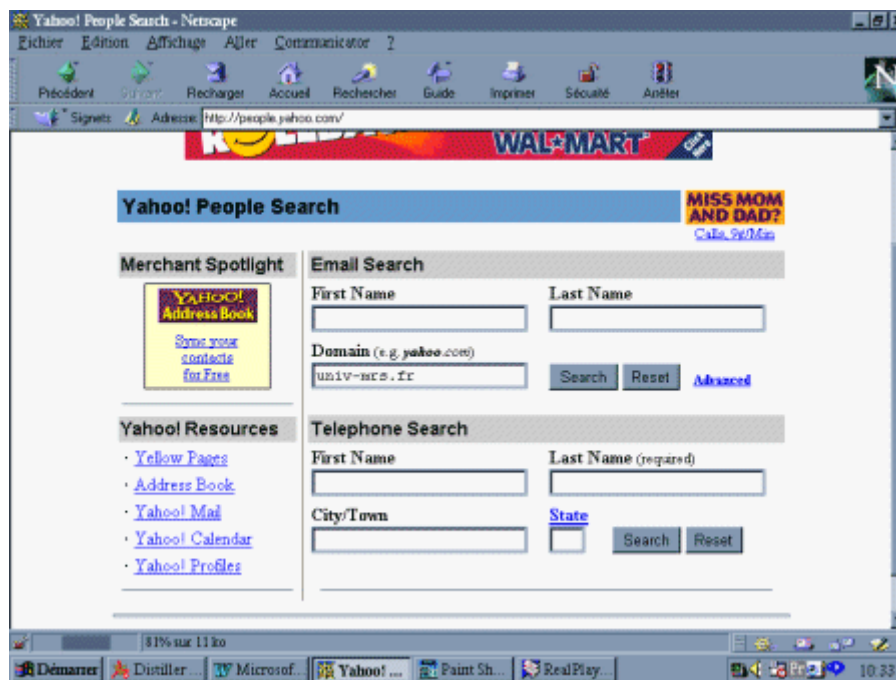 Yahoo! People Search - Netscape
Fichier Edition Affichage Aller Communicator ?
Précédent Suivant Recharger Accueil Rechercher Guide Imprimer Sécurité Arrêter
N
Signets Adresse http://people.yahoo.com/
WAL★MART Click Here
Yahoo! People Search
MISS MOM
AND DAD?
Calls, 9¢/Min
Merchant Spotlight
Email Search
YAHOO!
Address Book
Sync your
contacts
for Free
First Name Last Name
Domain (e.g. yahoo.com)
univ-mrs.fr Search Reset Advanced
Yahoo! Resources
· Yellow Pages
· Address Book
· Yahoo! Mail
· Yahoo! Calendar
· Yahoo! Profiles
Telephone Search
First Name Last Name (required)
City/Town State
Search Reset
81% sur 11 ko
Démarrer Distiller ... Microsof... Yahoo! ... Paint Sh... RealPlay... 10:33